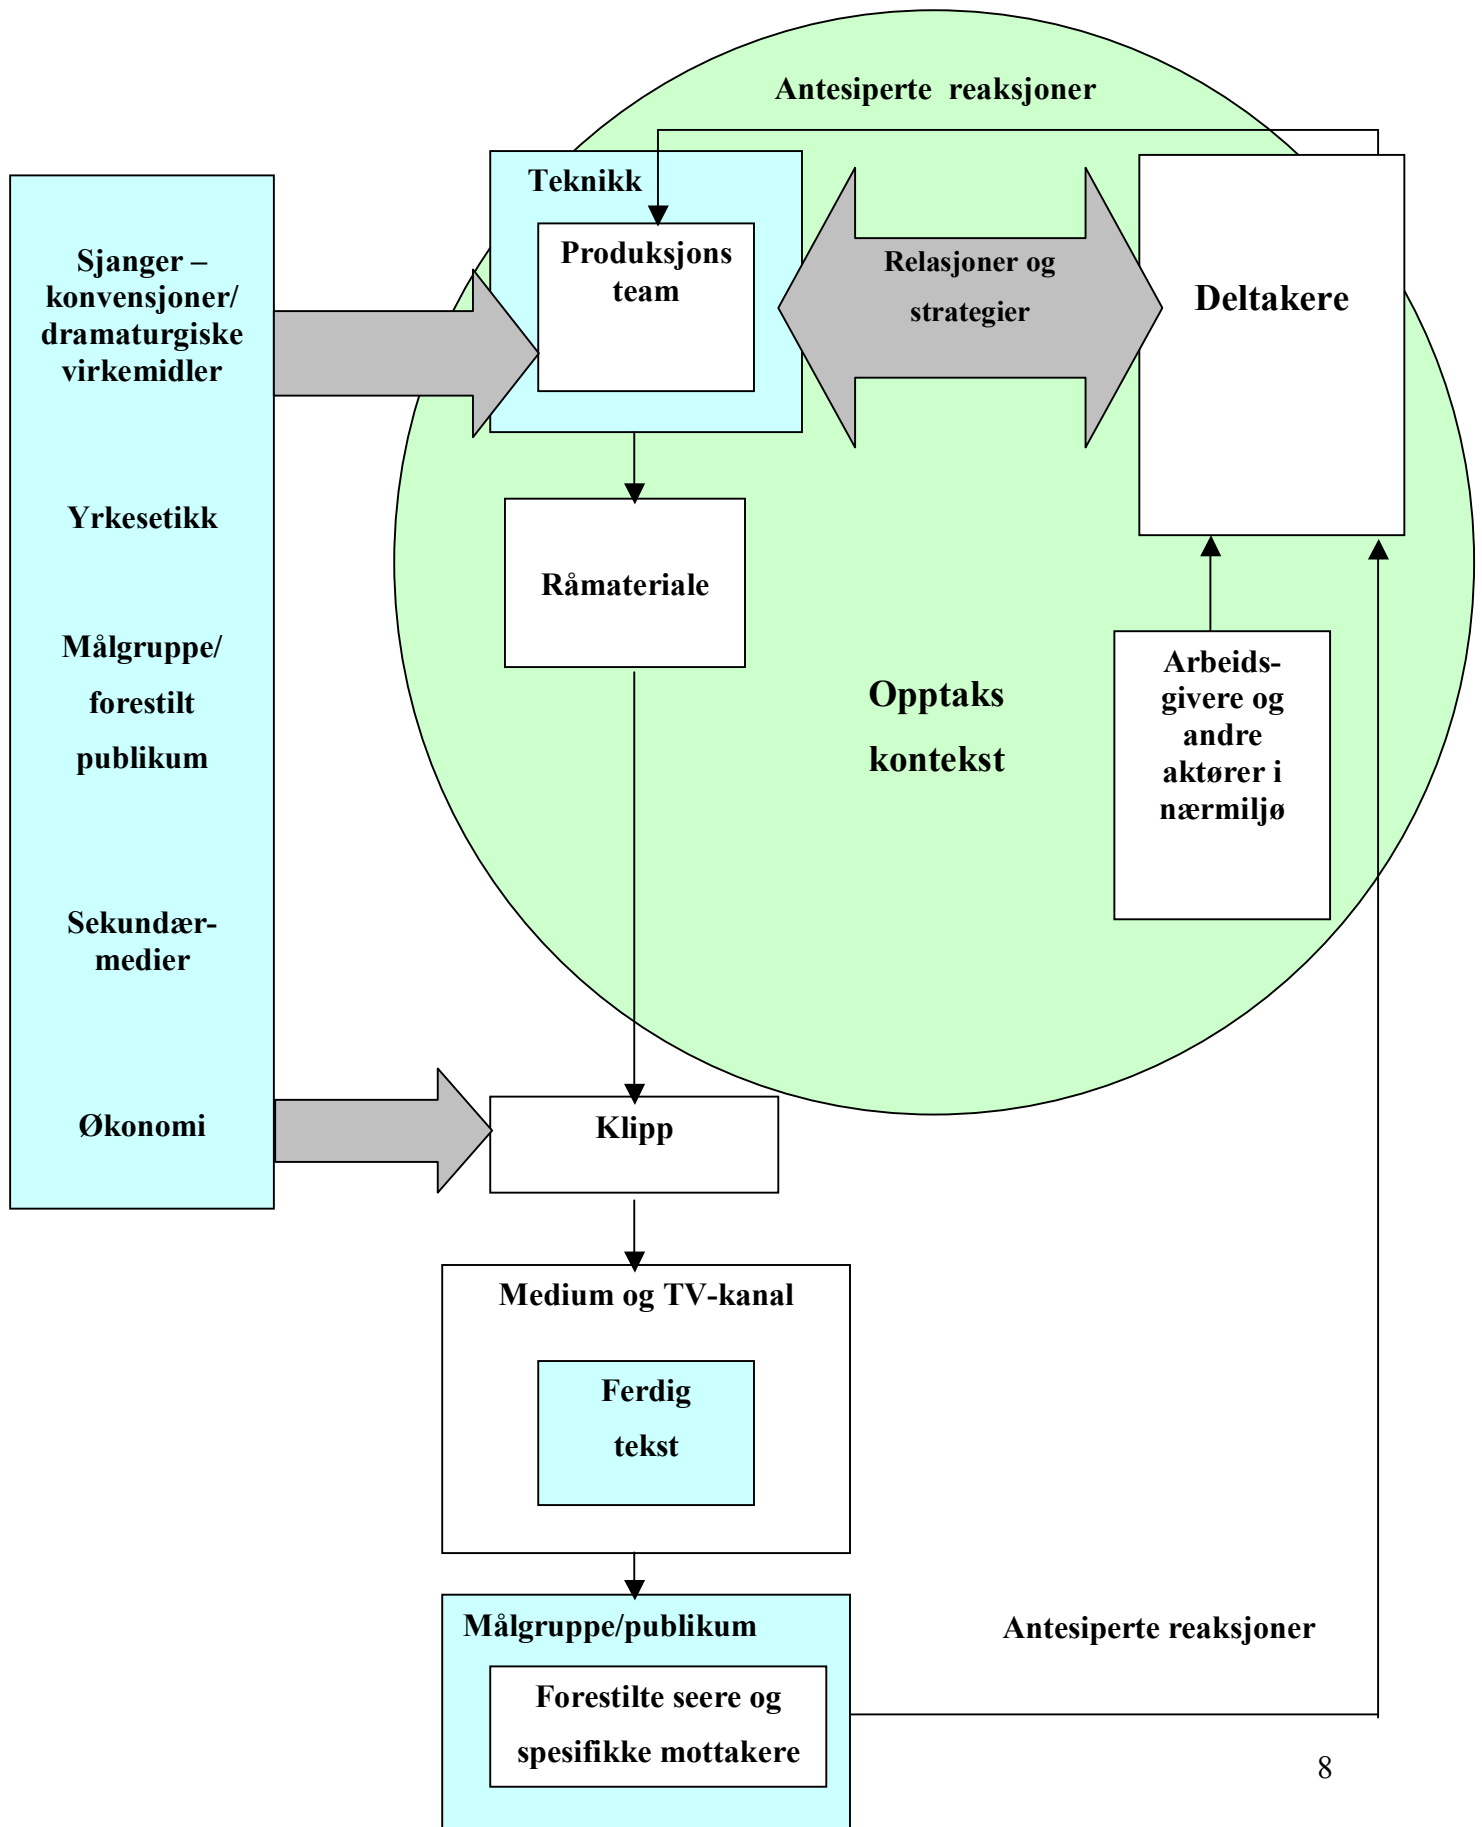 Antesiperte reaksjoner
Teknikk
Produksjons
team
Relasjoner og
strategier
Deltakere
Sjanger –
konvensjoner/
dramaturgiske
virkemidler
Yrkesetikk
Målgruppe/
forestilt
publikum
Sekundær-
medier
Økonomi
Råmateriale
Opptaks
kontekst
Arbeids-
givere og
andre
aktører i
nærmiljø
Klipp
Medium og TV-kanal
Ferdig
tekst
Målgruppe/publikum
Forestilte seere og
spesifikke mottakere
Antesiperte reaksjoner
8